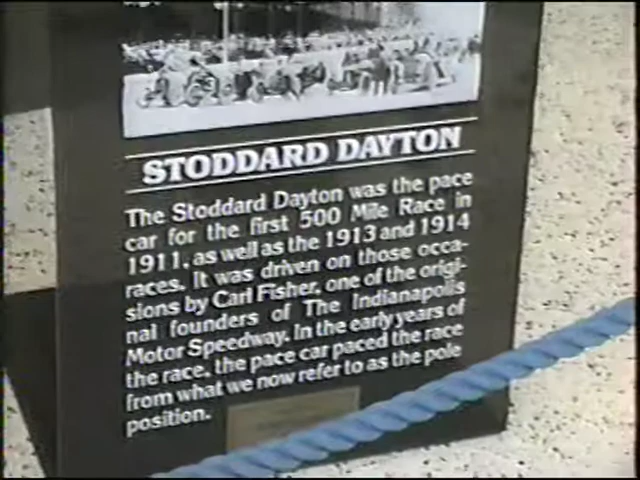 STODDARD DAYTON
The Stoddard Dayton was the pace
car for the first 500 Mile Race in
1911, as well as the 1913 and 1914
races. It was driven on those occa-
sions by Carl Fisher, one of the origi-
nal founders of The Indianapolis
Motor Speedway. In the early years of
the race, the pace car paced the race
from what we now refer to as the pole
position.